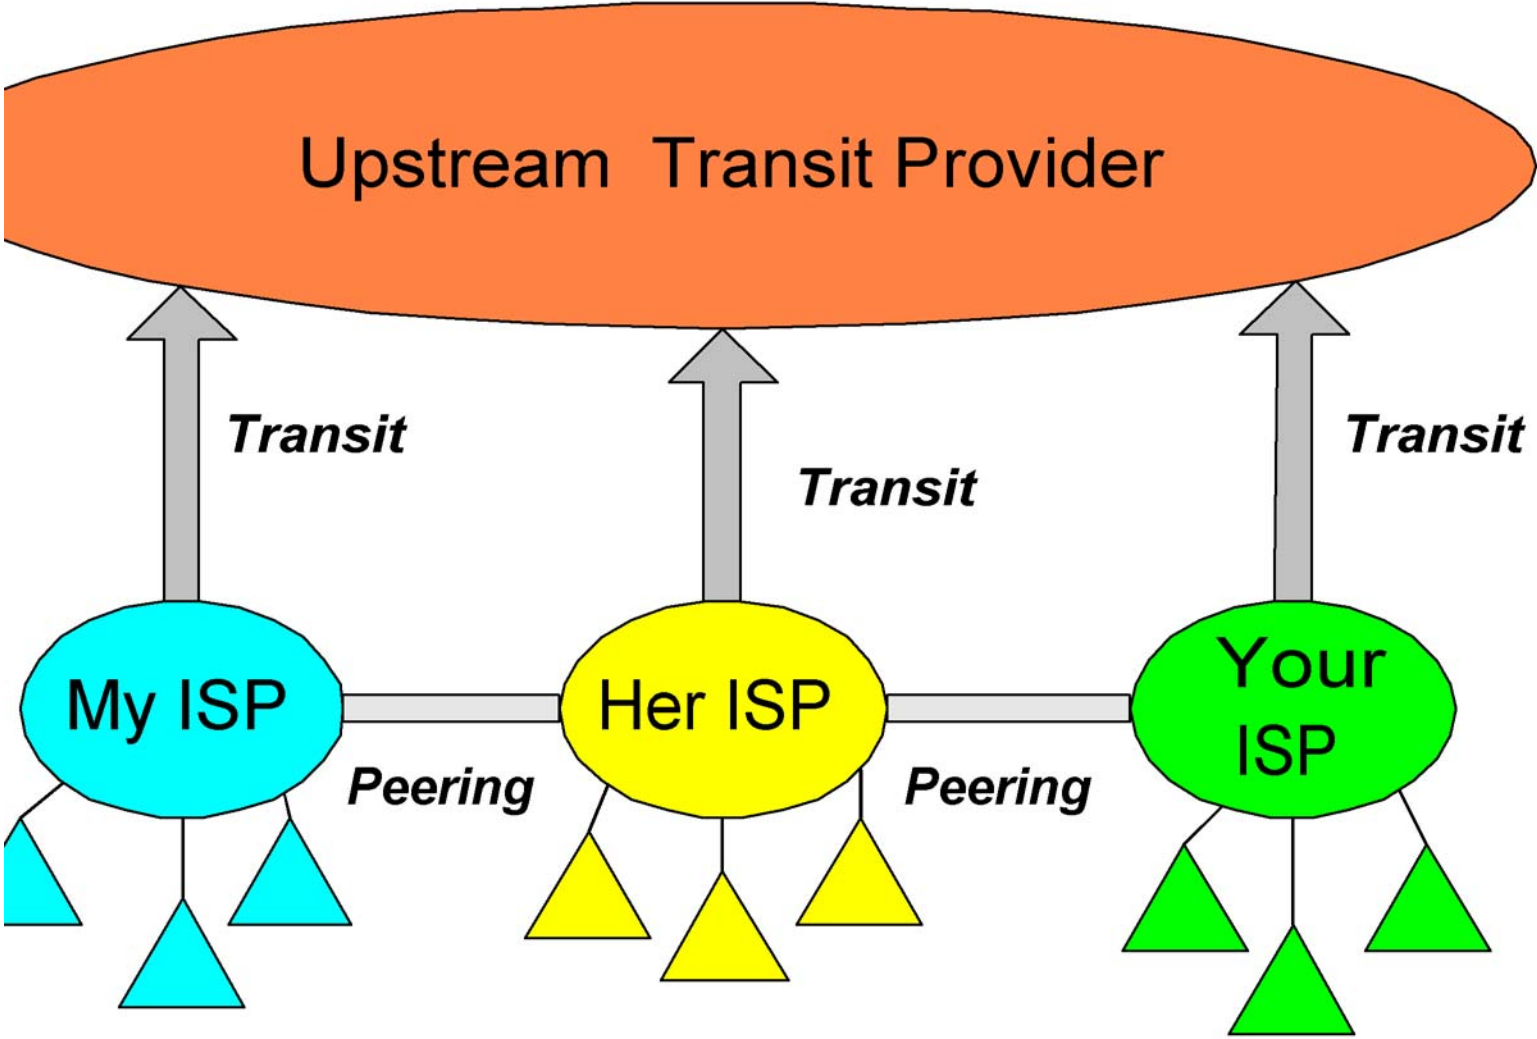 Upstream Transit Provider
Transit
Transit
Transit
My ISP
Her ISP
Your
ISP
Peering
Peering